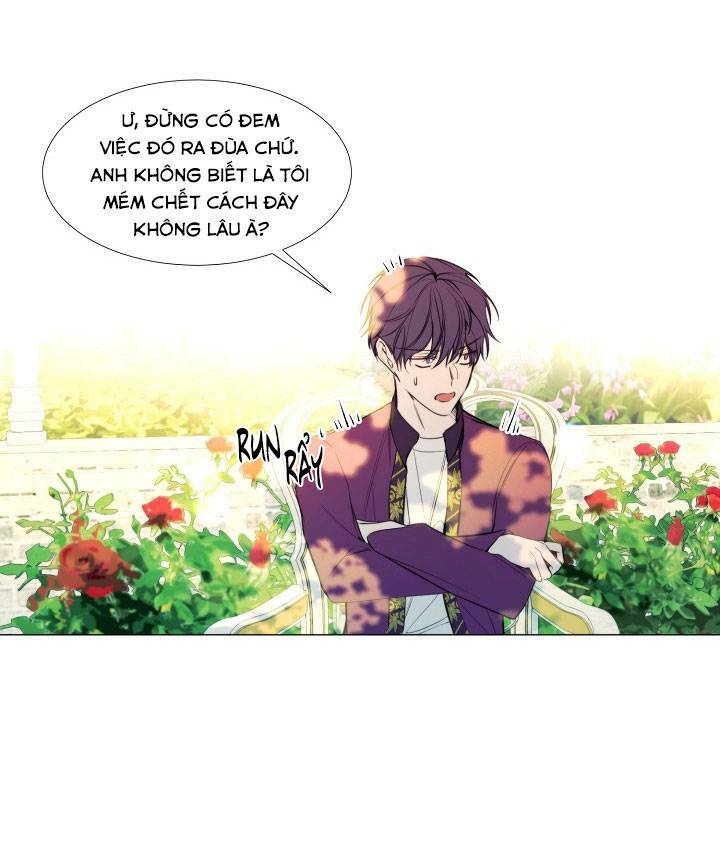 Ư, ĐỪNG CÓ ĐEM
VIỆC ĐÓ RA ĐÙA CHỨ.
ANH KHÔNG BIẾT LÀ TÔI
MÉM CHẾT CÁCH ĐÂY
KHÔNG LÂU À?
RUN
RẨY